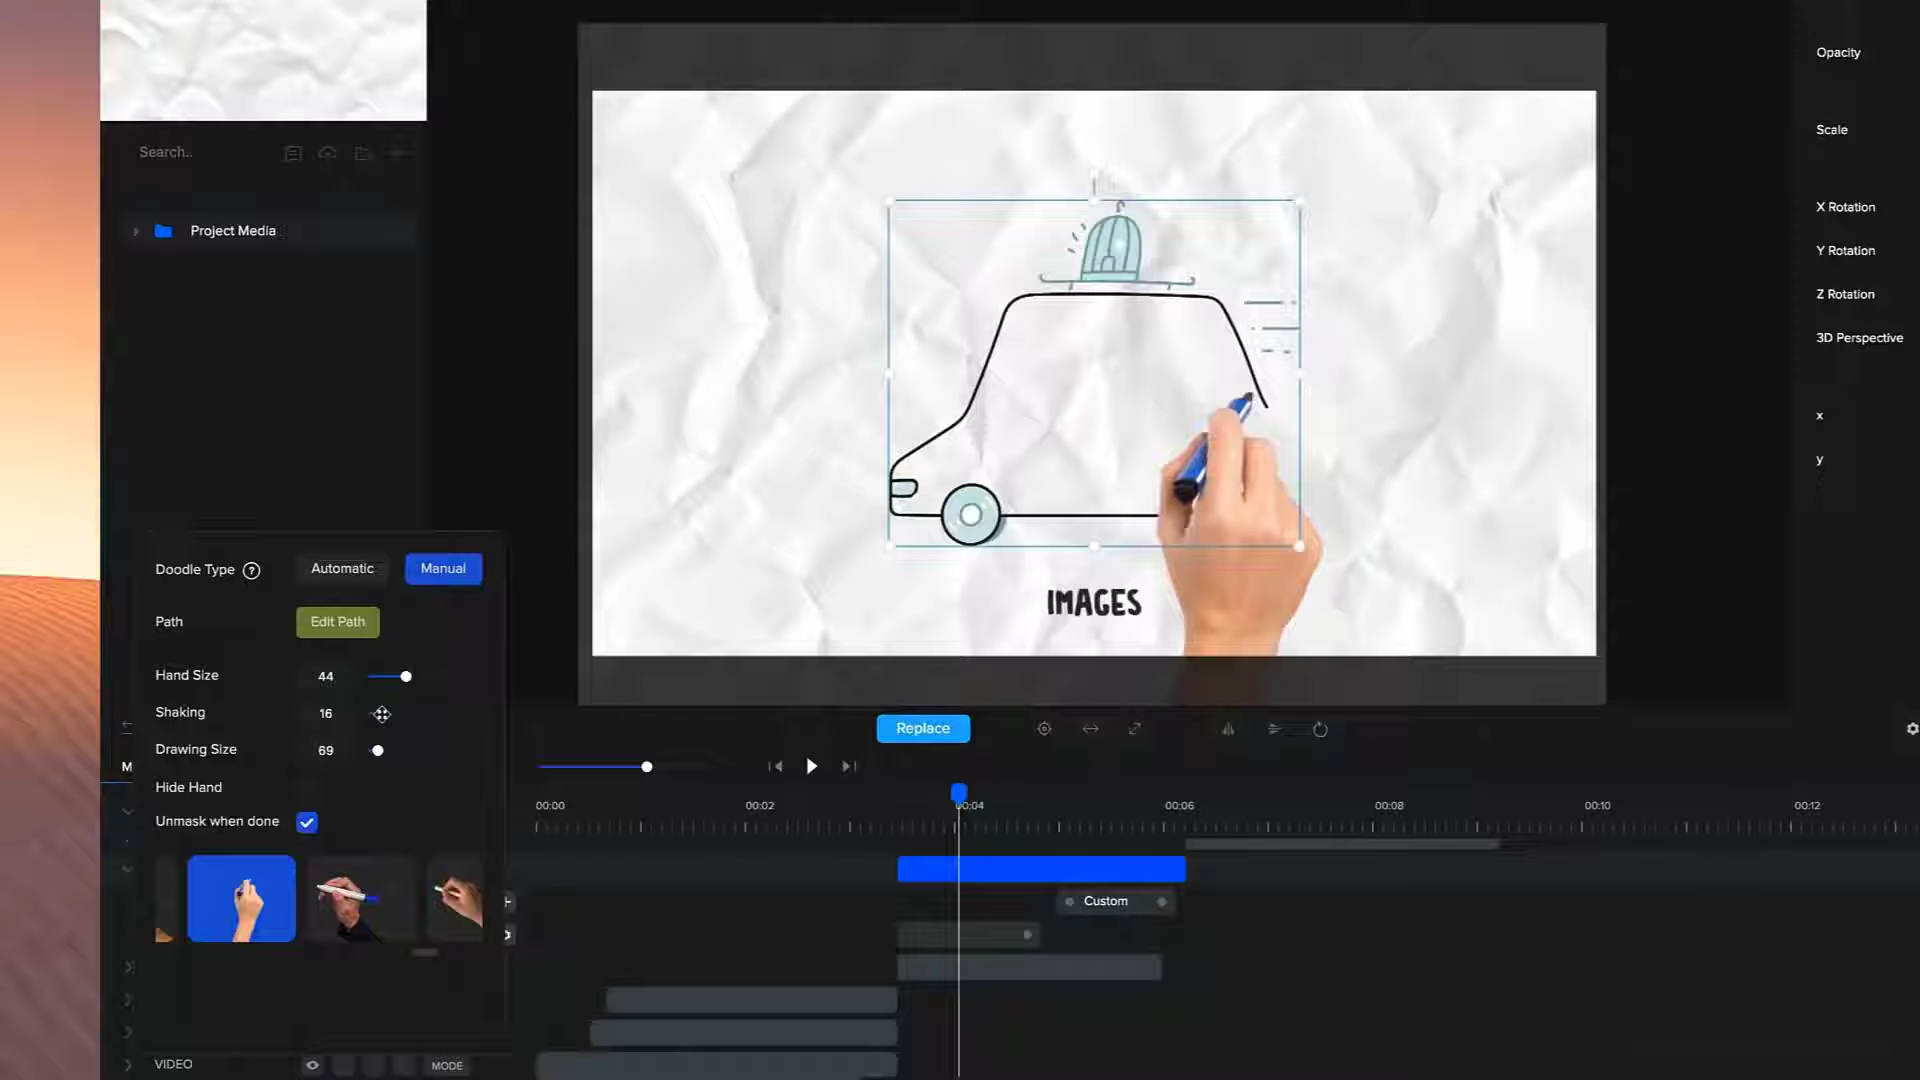 Search..
Project Media
Opacity
Scale
X Rotation
Y Rotation
Z Rotation
3D Perspective
x
y
IMAGES
Doodle Type ?
Automatic
Manual
Path
Edit Path
Hand Size
44
Shaking
16
Drawing Size
69
Hide Hand
Unmask when done
Replace
M
00:00
00:02
00:04
00:06
00:08
00:10
00:12
Custom
VIDEO
MODE